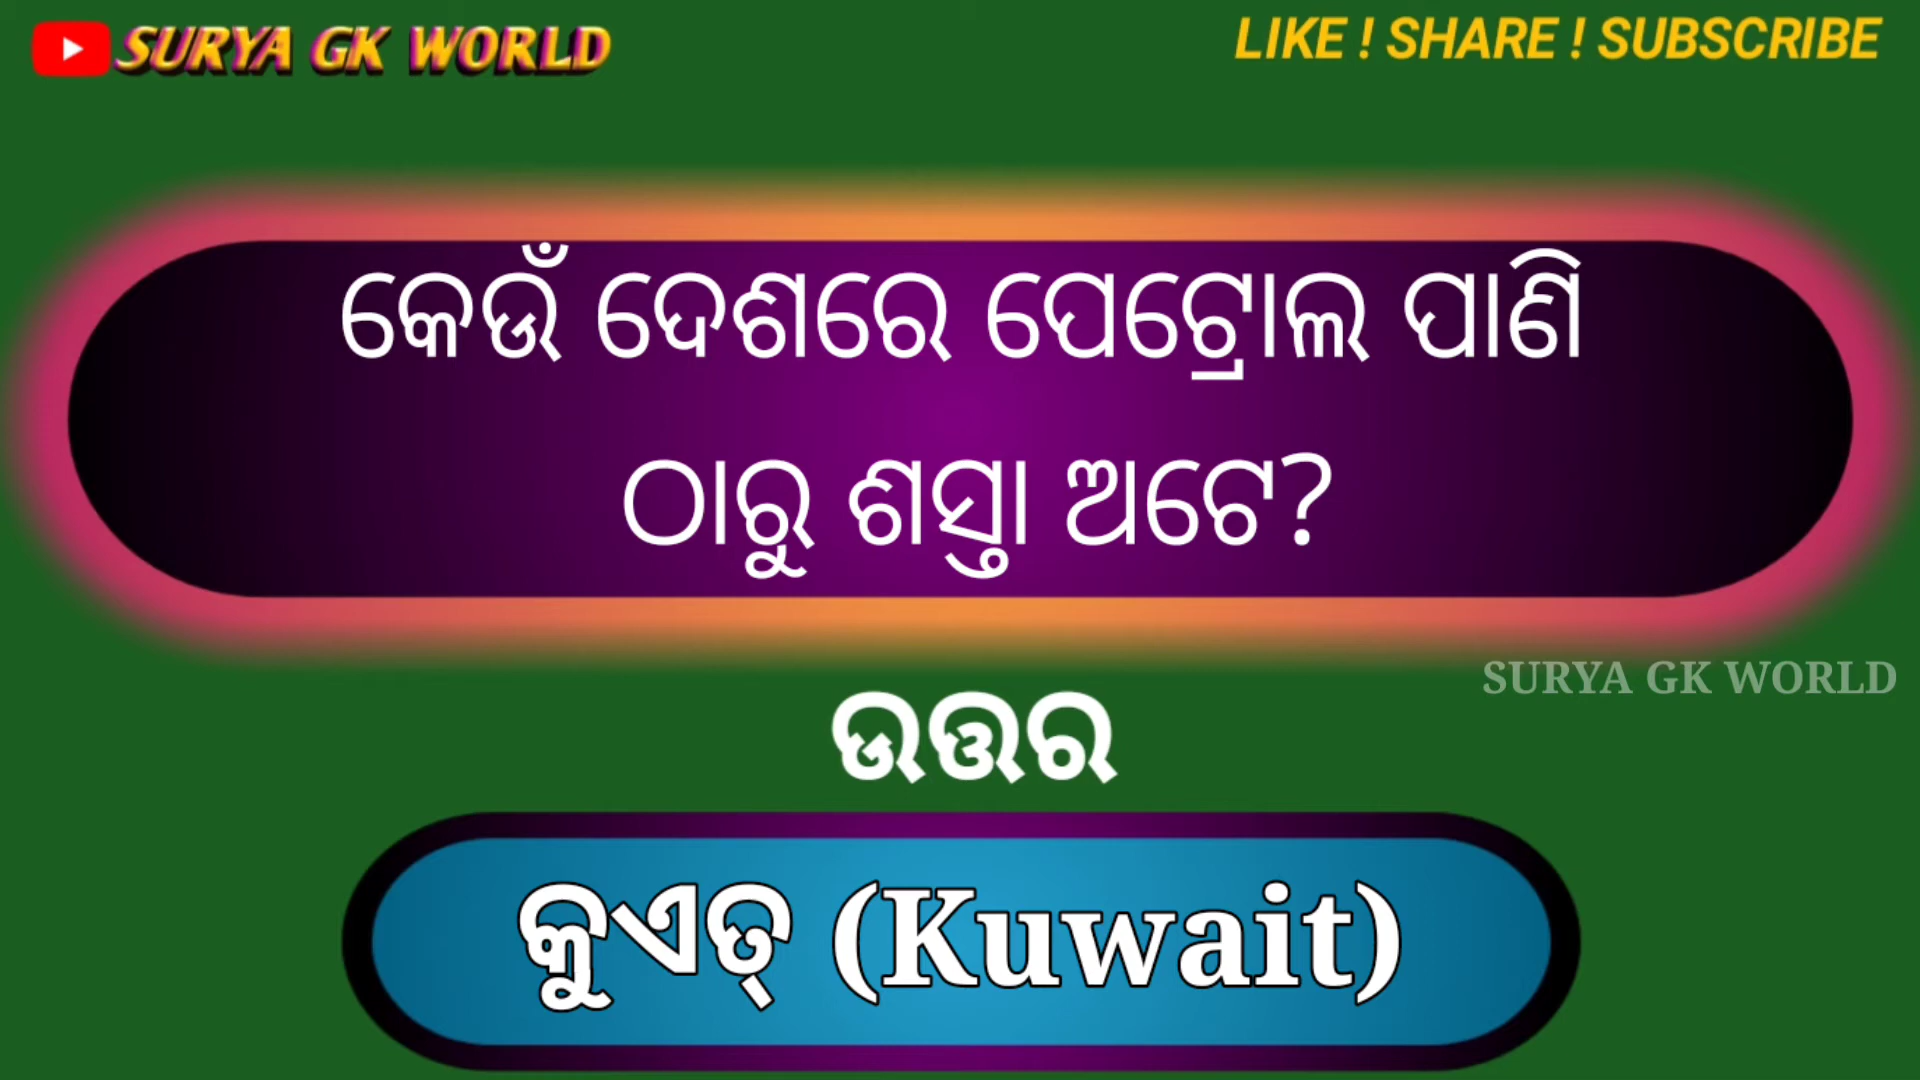 SURYA GK WORLD
LIKE ! SHARE ! SUBSCRIBE
କେଉଁ ଦେଶରେ ପେଟ୍ରୋଲ ପାଣି
ଠାରୁ ଶସ୍ତା ଅଟେ?
SURYA GK WORLD
ଉତ୍ତର
କୁଏତ୍ (Kuwait)